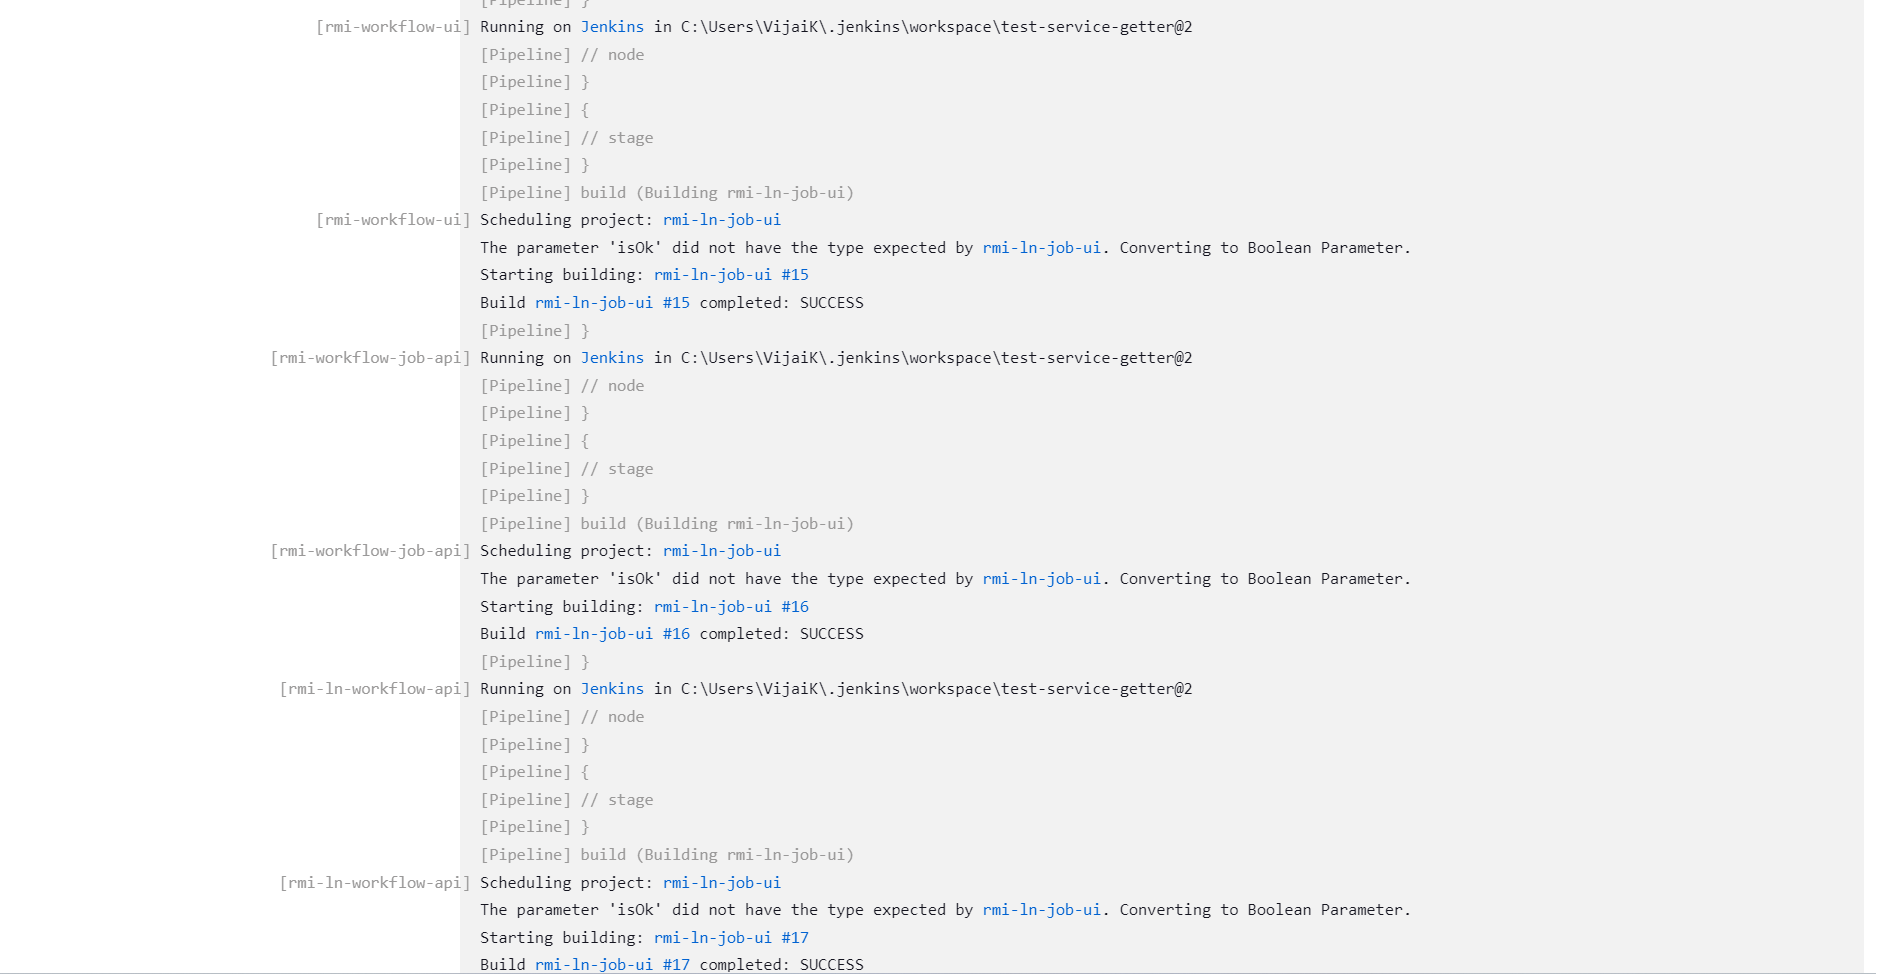 [Pipeline] }
[rmi-workflow-ui] Running on Jenkins in C:\Users\VijaiK\.jenkins\workspace\test-service-getter@2
[Pipeline] // node
[Pipeline] }
[Pipeline] {
[Pipeline] // stage
[Pipeline] }
[Pipeline] build (Building rmi-ln-job-ui)
[rmi-workflow-ui] Scheduling project: rmi-ln-job-ui
The parameter 'isOk' did not have the type expected by rmi-ln-job-ui. Converting to Boolean Parameter.
Starting building: rmi-ln-job-ui #15
Build rmi-ln-job-ui #15 completed: SUCCESS
[Pipeline] }
[rmi-workflow-job-api] Running on Jenkins in C:\Users\VijaiK\.jenkins\workspace\test-service-getter@2
[Pipeline] // node
[Pipeline] }
[Pipeline] {
[Pipeline] // stage
[Pipeline] }
[Pipeline] build (Building rmi-ln-job-ui)
[rmi-workflow-job-api] Scheduling project: rmi-ln-job-ui
The parameter 'isOk' did not have the type expected by rmi-ln-job-ui. Converting to Boolean Parameter.
Starting building: rmi-ln-job-ui #16
Build rmi-ln-job-ui #16 completed: SUCCESS
[Pipeline] }
[rmi-ln-workflow-api] Running on Jenkins in C:\Users\VijaiK\.jenkins\workspace\test-service-getter@2
[Pipeline] // node
[Pipeline] }
[Pipeline] {
[Pipeline] // stage
[Pipeline] }
[Pipeline] build (Building rmi-ln-job-ui)
[rmi-ln-workflow-api] Scheduling project: rmi-ln-job-ui
The parameter 'isOk' did not have the type expected by rmi-ln-job-ui. Converting to Boolean Parameter.
Starting building: rmi-ln-job-ui #17
Build rmi-ln-job-ui #17 completed: SUCCESS